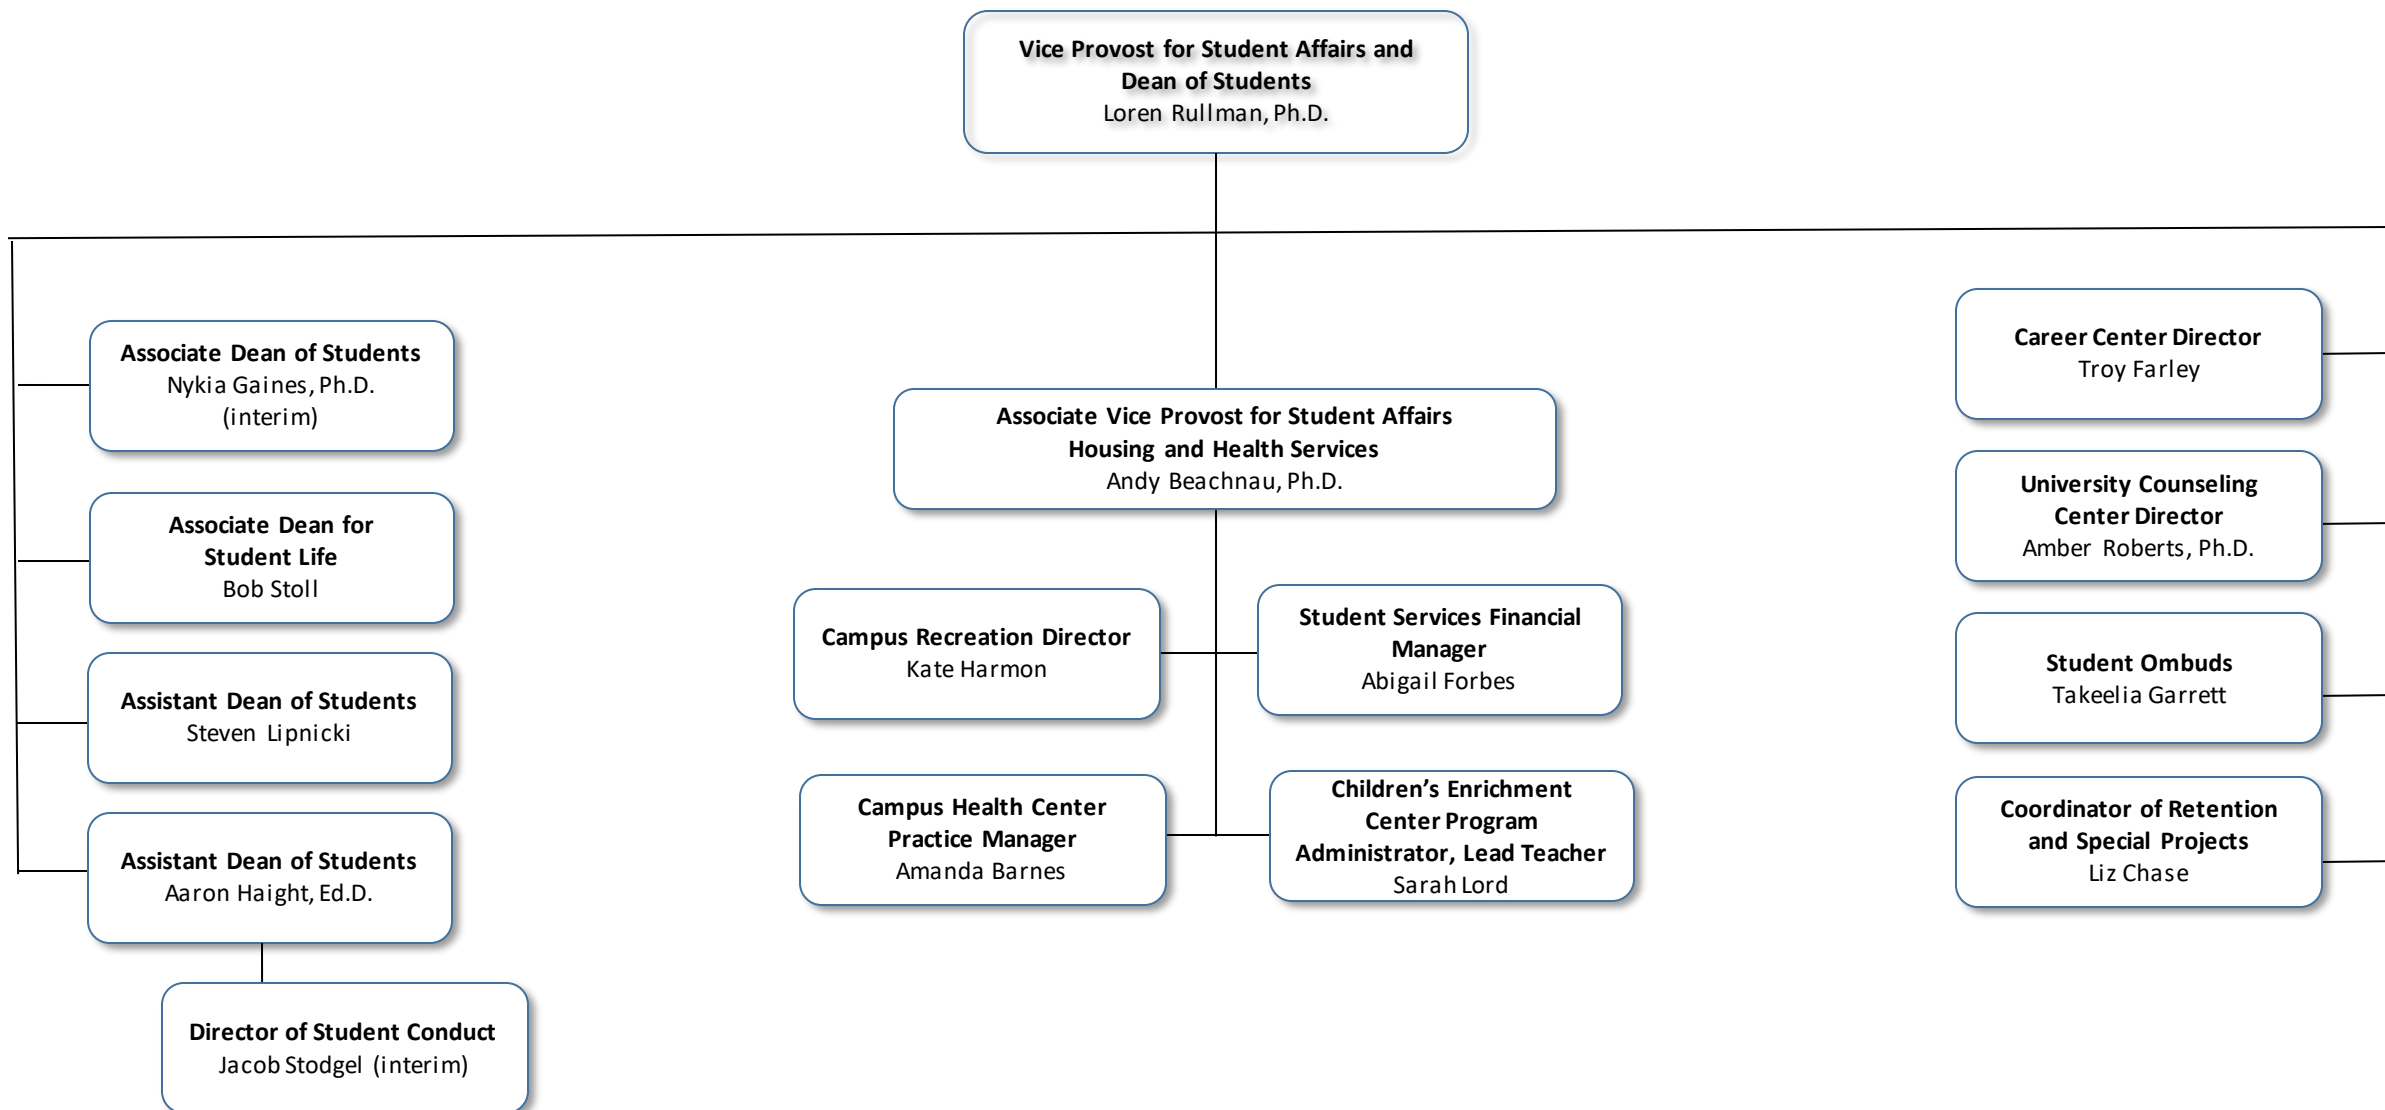 Vice Provost for Student Affairs and
Dean of Students
Loren Rullman, Ph.D.
Associate Dean of Students
Nykia Gaines, Ph.D.
(interim)
Associate Dean for
Student Life
Bob Stoll
Assistant Dean of Students
Steven Lipnicki
Assistant Dean of Students
Aaron Haight, Ed.D.
Director of Student Conduct
Jacob Stodgel (interim)
Associate Vice Provost for Student Affairs
Housing and Health Services
Andy Beachnau, Ph.D.
Campus Recreation Director
Kate Harmon
Student Services Financial
Manager
Abigail Forbes
Campus Health Center
Practice Manager
Amanda Barnes
Children’s Enrichment
Center Program
Administrator, Lead Teacher
Sarah Lord
Career Center Director
Troy Farley
University Counseling
Center Director
Amber Roberts, Ph.D.
Student Ombuds
Takeelia Garrett
Coordinator of Retention
and Special Projects
Liz Chase